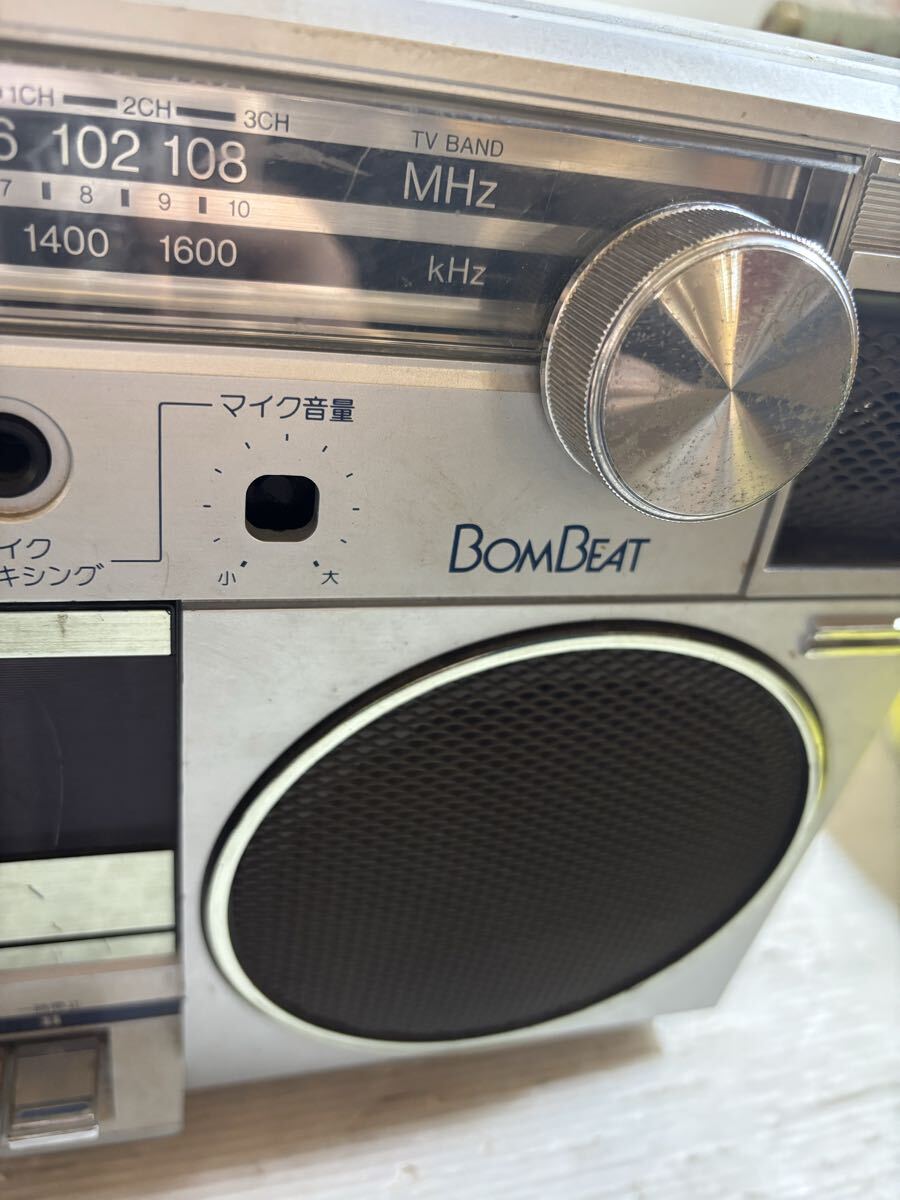 1CH 2CH 3CH
6 102 108
TV BAND
MHz
7 8 9 10
1400 1600
kHz
マイク音量
イク
キシング
小 大
BOMBEAT